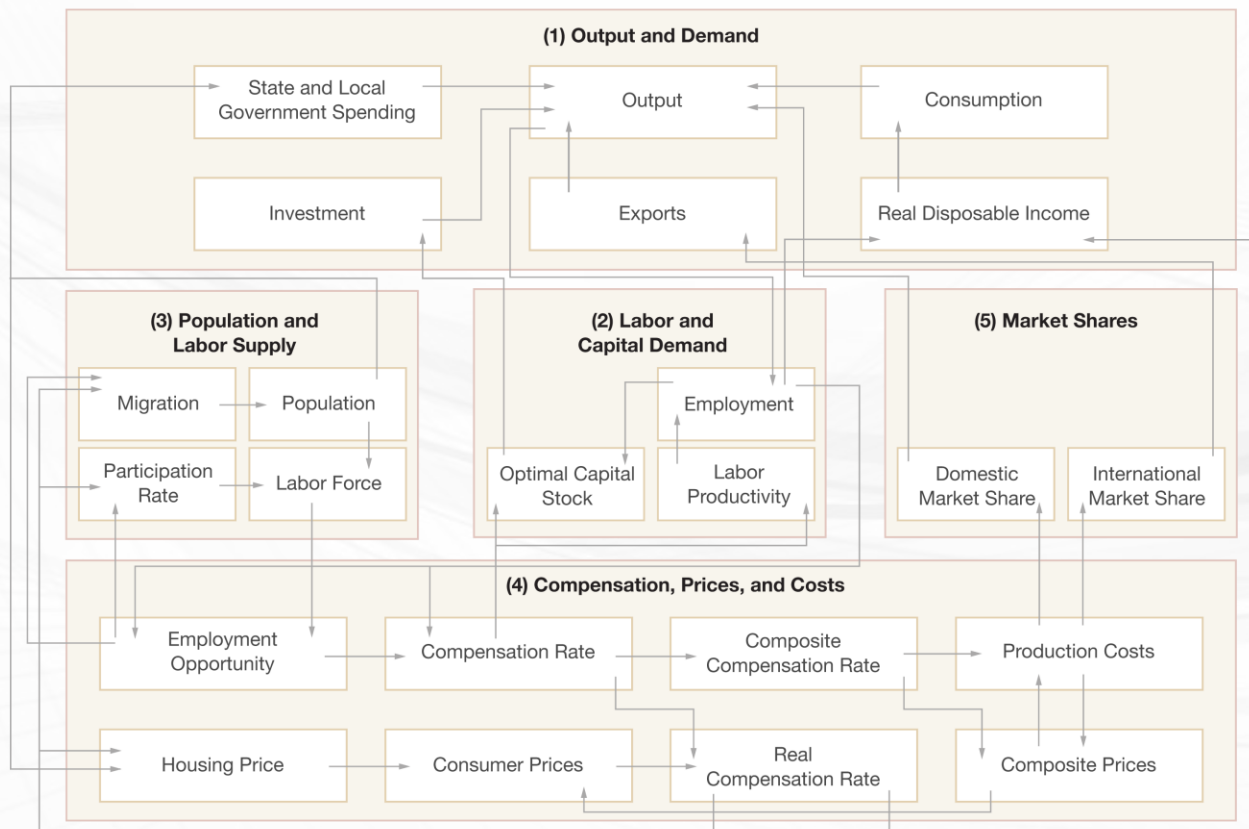 (1) Output and Demand
State and Local
Government Spending
Output
Consumption
Investment
Exports
Real Disposable Income
(3) Population and
Labor Supply
Migration
Population
Participation
Rate
Labor Force
(2) Labor and
Capital Demand
Employment
Optimal Capital
Stock
Labor
Productivity
(5) Market Shares
Domestic
Market Share
International
Market Share
(4) Compensation, Prices, and Costs
Employment
Opportunity
Compensation Rate
Composite
Compensation Rate
Production Costs
Housing Price
Consumer Prices
Real
Compensation Rate
Composite Prices